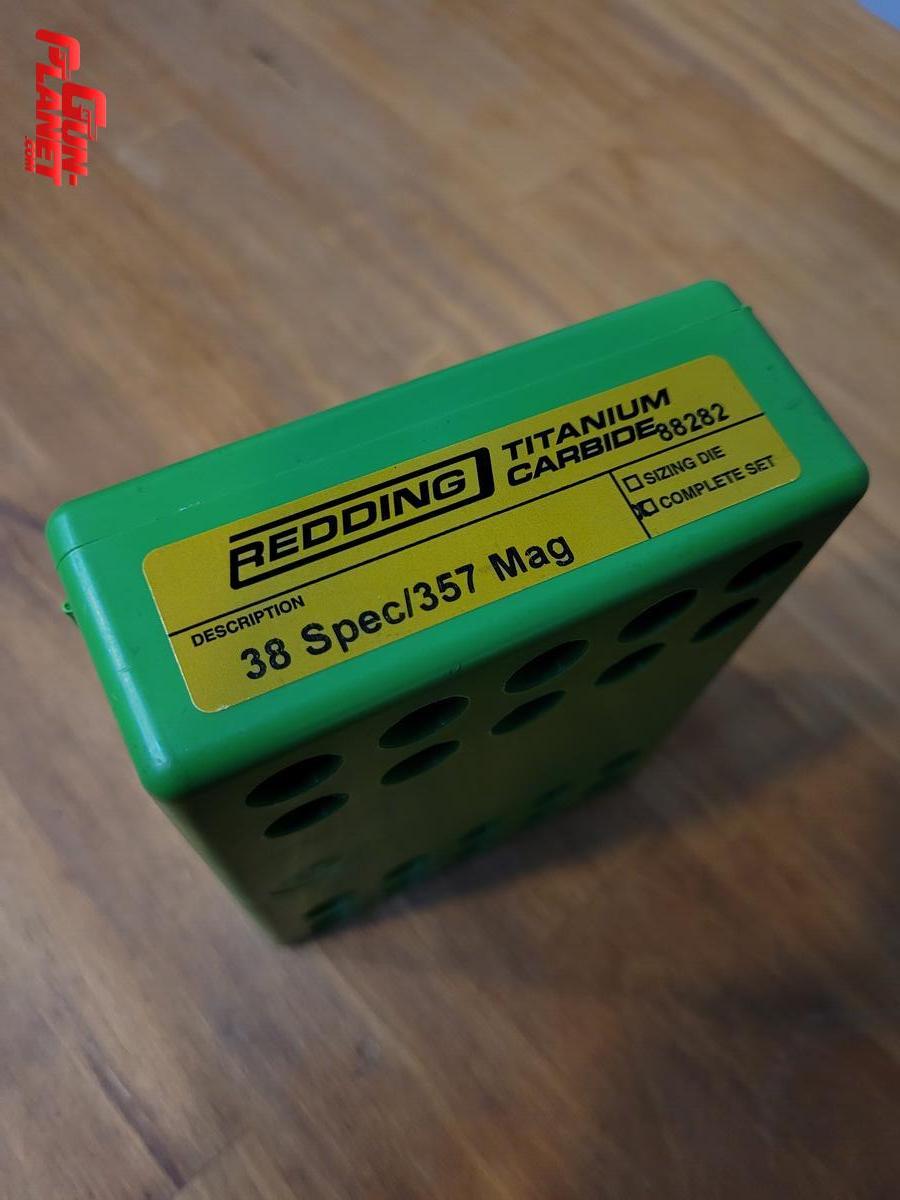 GUN-
PLANET
.COM
REDDING
TITANIUM
CARBIDE
88282
SIZING DIE
COMPLETE SET
DESCRIPTION
38 Spec/357 Mag